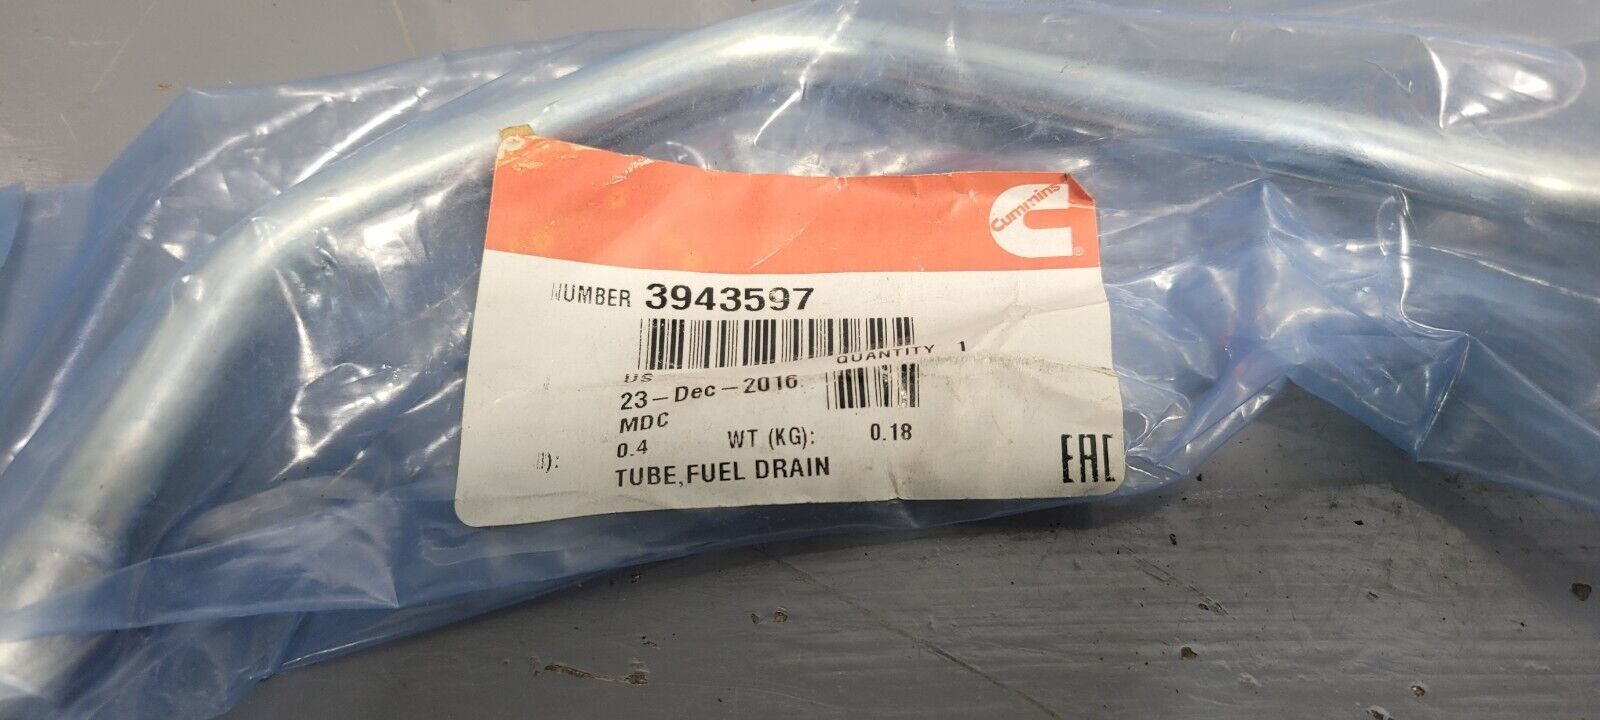 Cummins
®
NUMBER 3943597
QUANTITY 1
US
23-Dec-2016
MDC
0.4 WT (KG): 0.18
):
TUBE,FUEL DRAIN
EAC